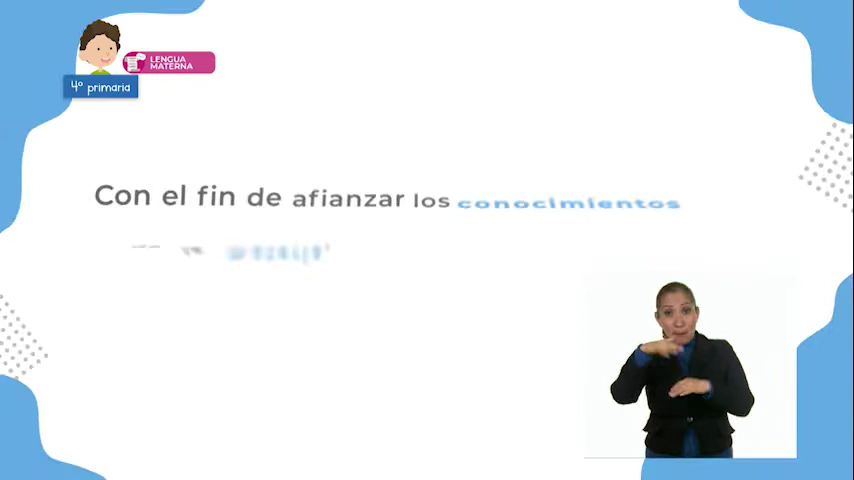 LENGUA
MATERNA
4º primaria
Con el fin de afianzar los conocimientos